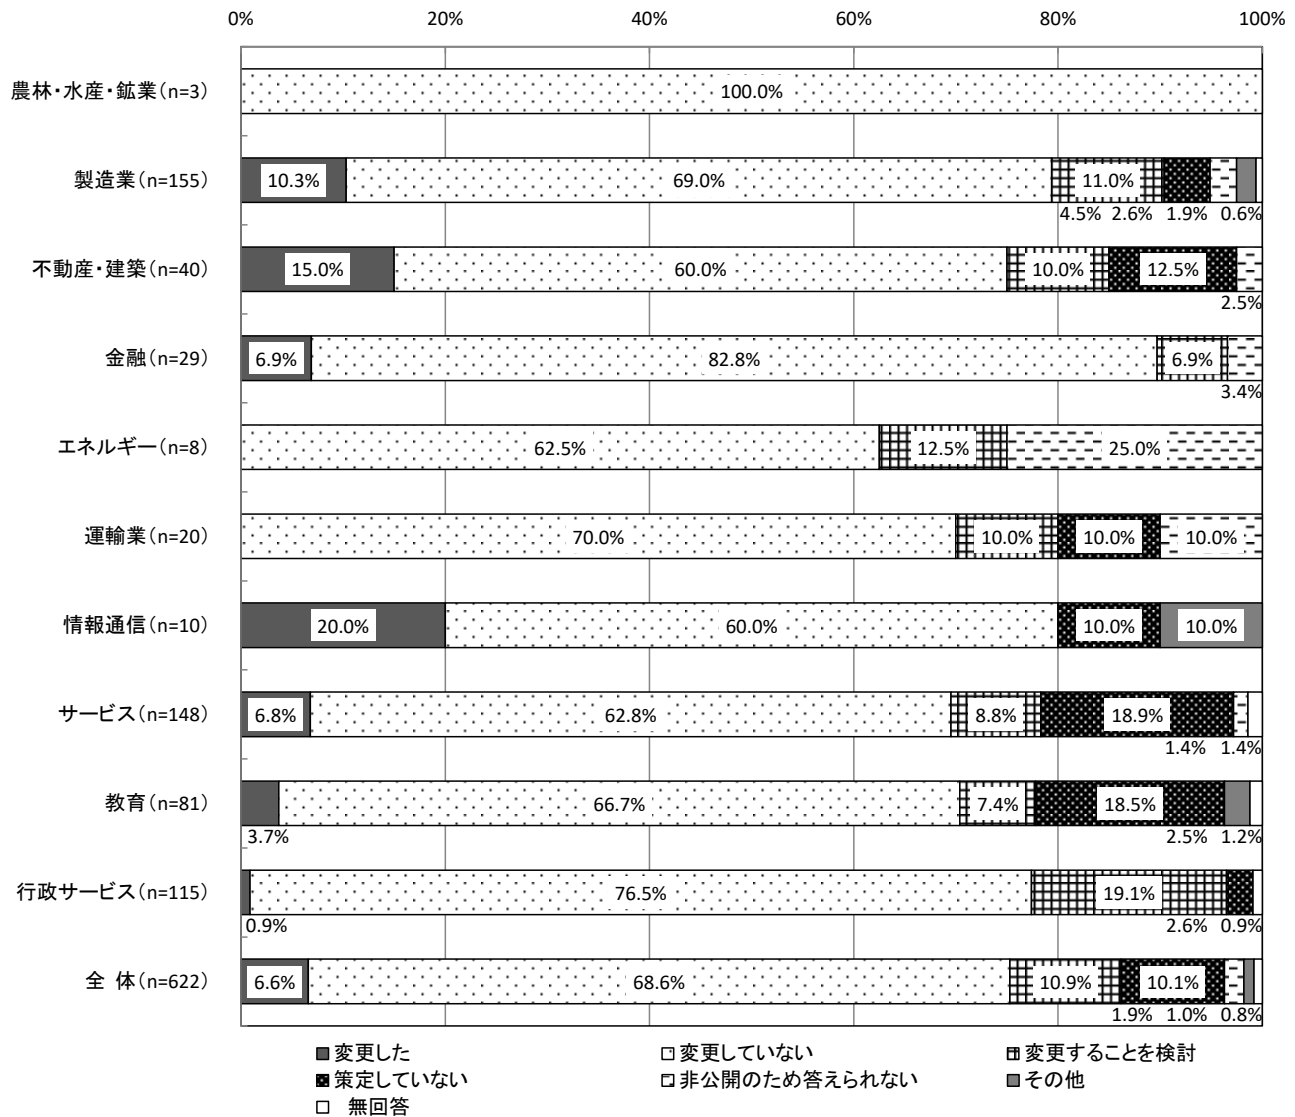 0% 20% 40% 60% 80% 100%
農林・水産・鉱業(n=3) 100.0%
製造業(n=155) 10.3% 69.0% 11.0%
4.5% 2.6% 1.9% 0.6%
不動産・建築(n=40) 15.0% 60.0% 10.0% 12.5%
2.5%
金融(n=29) 6.9% 82.8% 6.9%
3.4%
エネルギー(n=8) 62.5% 12.5% 25.0%
運輸業(n=20) 70.0% 10.0% 10.0% 10.0%
情報通信(n=10) 20.0% 60.0% 10.0% 10.0%
サービス(n=148) 6.8% 62.8% 8.8% 18.9%
1.4% 1.4%
教育(n=81) 66.7% 7.4% 18.5%
3.7% 2.5% 1.2%
行政サービス(n=115) 76.5% 19.1%
0.9% 2.6% 0.9%
全 体(n=622) 6.6% 68.6% 10.9% 10.1%
1.9% 1.0% 0.8%
変更した 変更していない 変更することを検討
策定していない 非公開のため答えられない その他
無回答